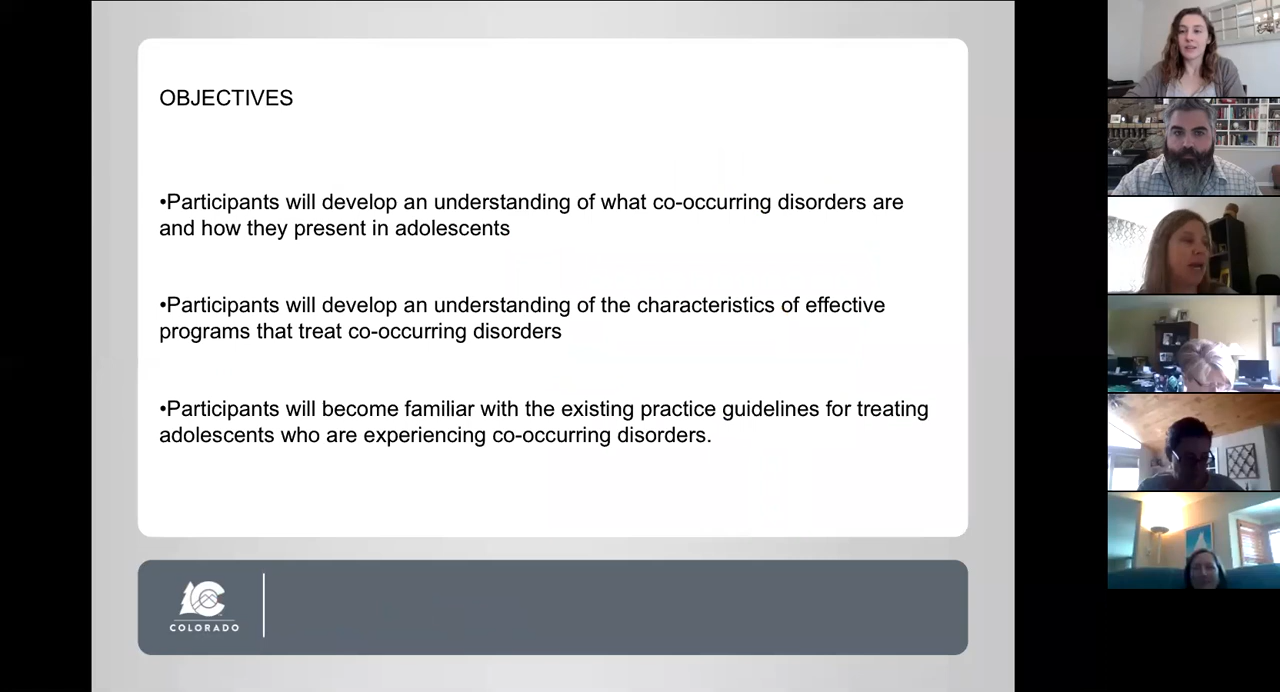 OBJECTIVES
•Participants will develop an understanding of what co-occurring disorders are
and how they present in adolescents
•Participants will develop an understanding of the characteristics of effective
programs that treat co-occurring disorders
•Participants will become familiar with the existing practice guidelines for treating
adolescents who are experiencing co-occurring disorders.
COLORADO